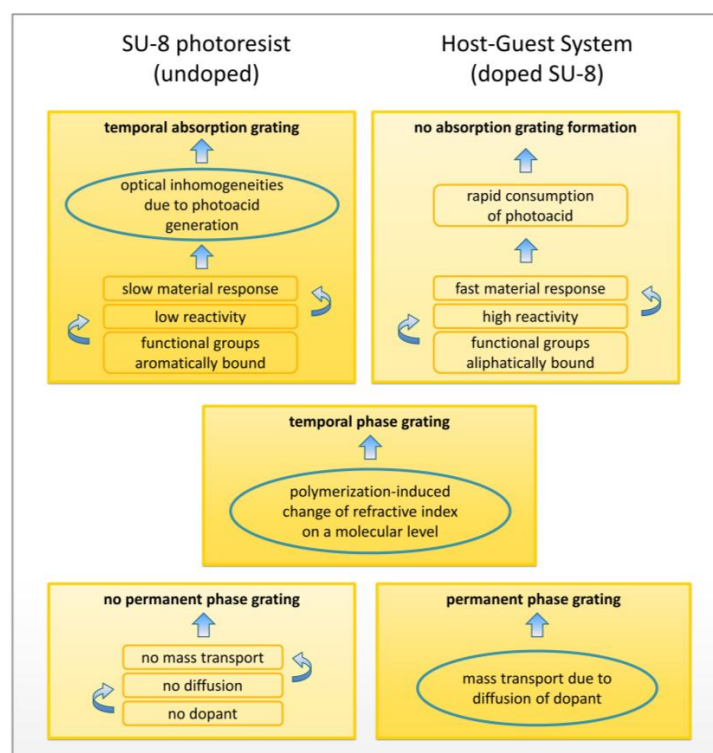 SU-8 photoresist
(undoped)
Host-Guest System
(doped SU-8)
temporal absorption grating
optical inhomogeneities
due to photoacid
generation
slow material response
low reactivity
functional groups
aromatically bound
no absorption grating formation
rapid consumption
of photoacid
fast material response
high reactivity
functional groups
aliphatically bound
temporal phase grating
polymerization-induced
change of refractive index
on a molecular level
no permanent phase grating
no mass transport
no diffusion
no dopant
permanent phase grating
mass transport due to
diffusion of dopant